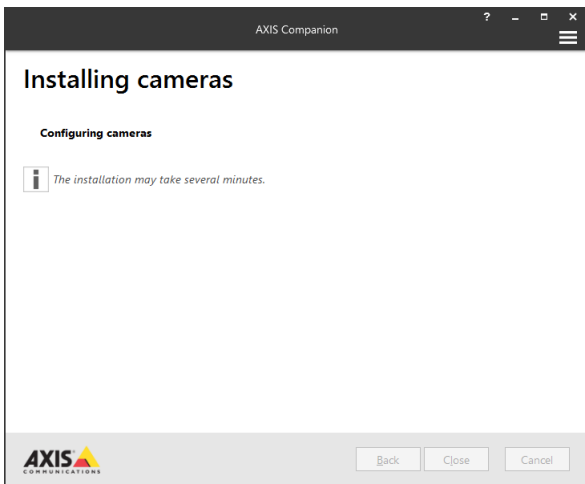 AXIS Companion
?
Installing cameras
Configuring cameras
i The installation may take several minutes.
AXIS
COMMUNICATIONS
Back Close Cancel